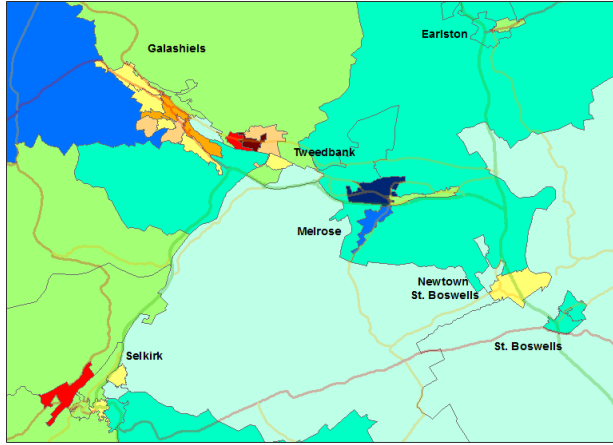 Earlston
Galashiels
Tweedbank
Melrose
Newtown
St. Boswells
St. Boswells
Selkirk